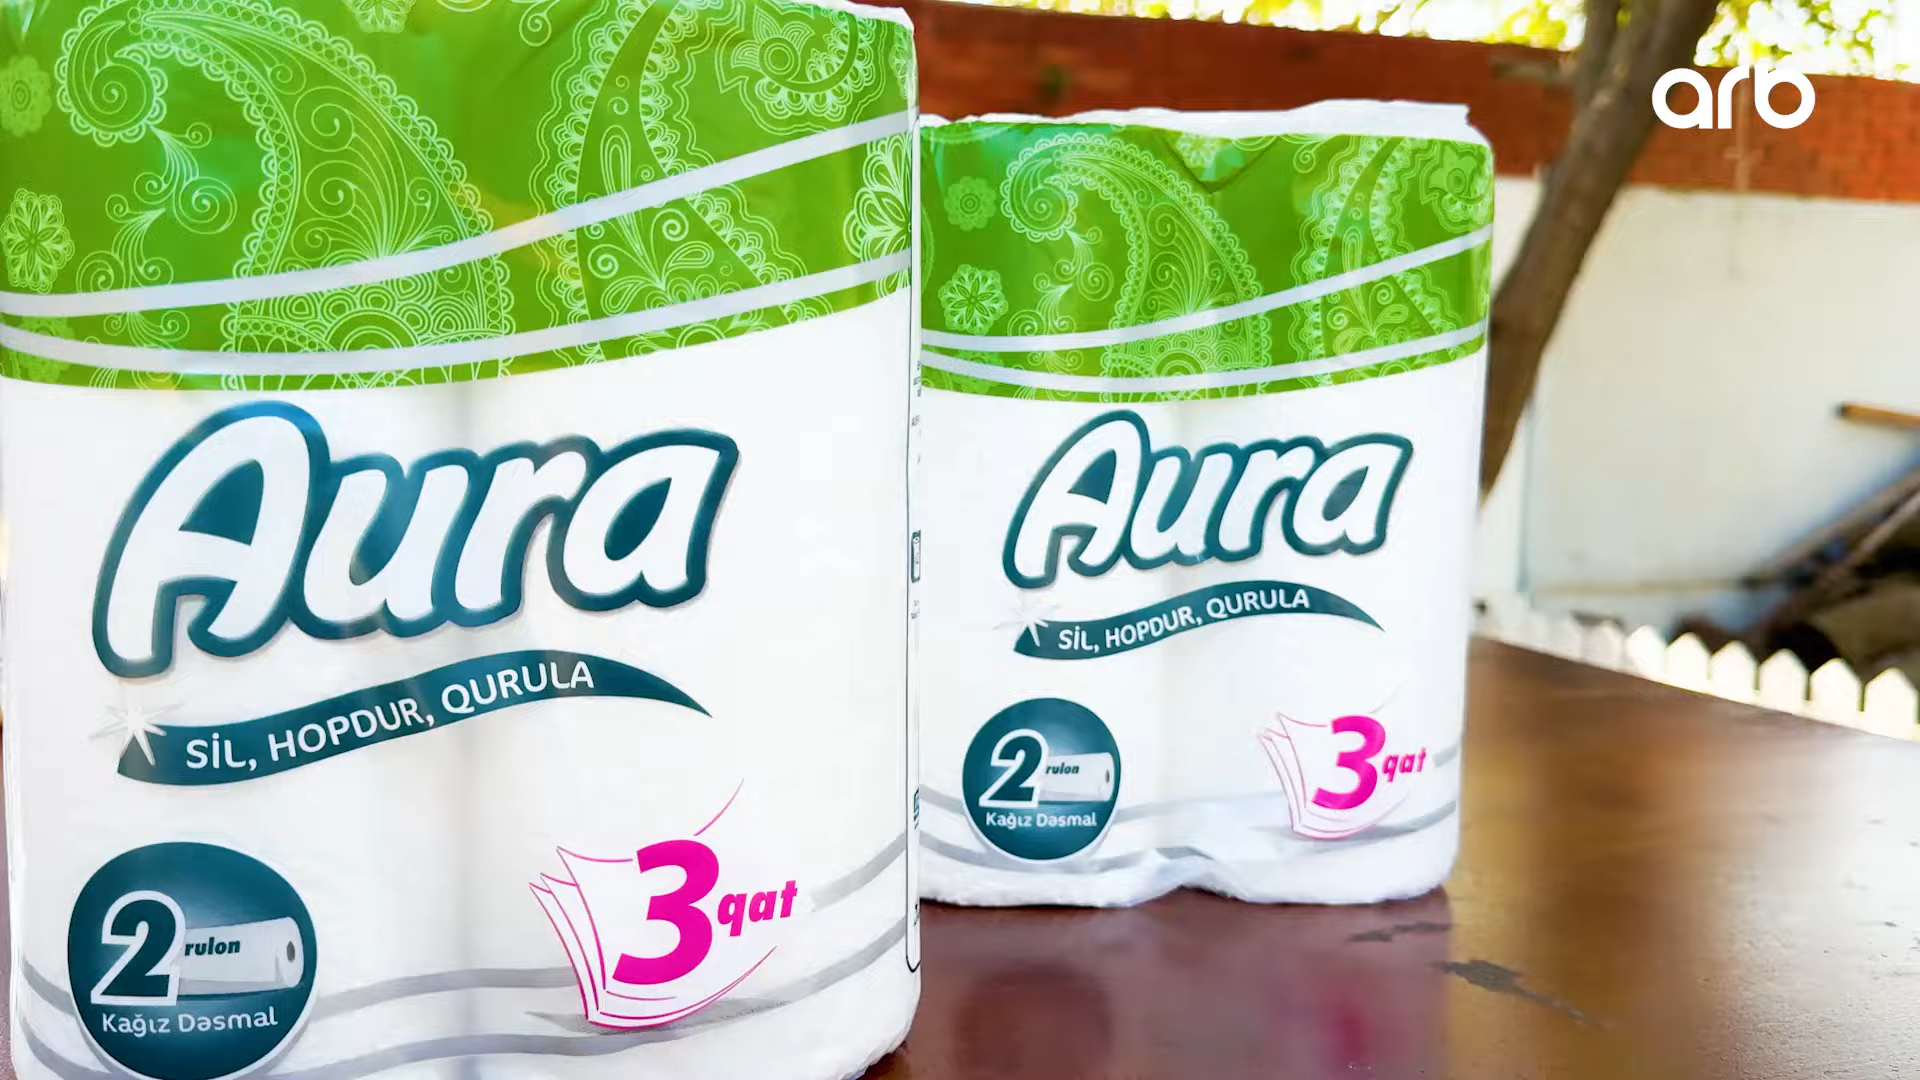 arb
Aura
SİL, HOPDUR, QURULA
2 rulon
Kağız Dəsmal
3 qat
Aura
SİL, HOPDUR, QURULA
2 rulon
Kağız Dəsmal
3 qat